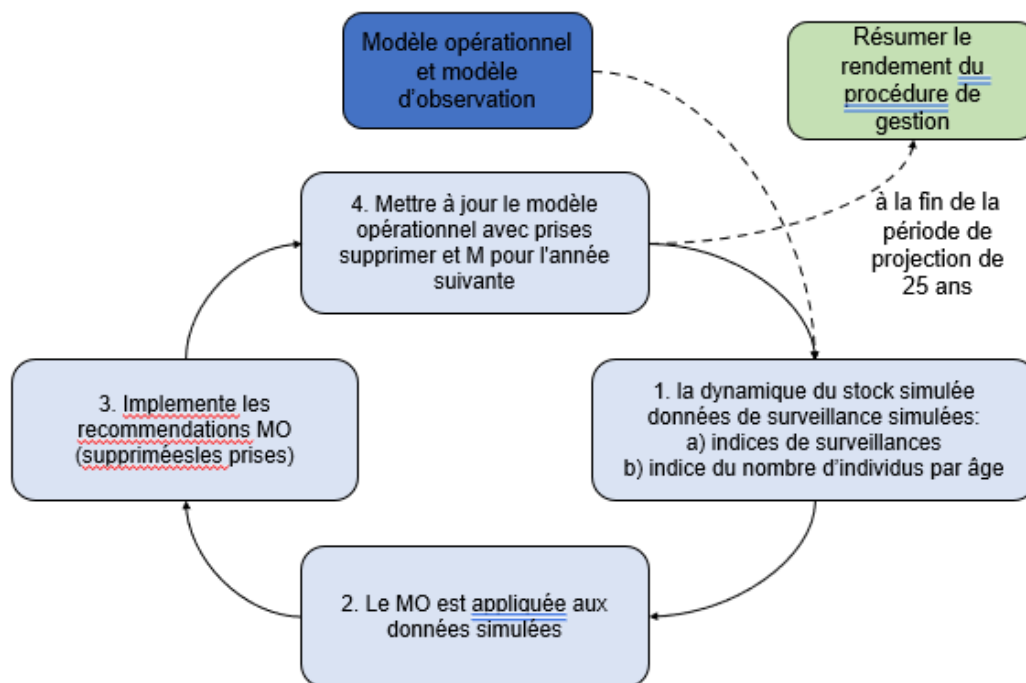 Modèle opérationnel
et modèle
d'observation
Résumer le
rendement du
procédure de
gestion
à la fin de la
période de
projection de
25 ans
4. Mettre à jour le modèle
opérationnel avec prises
supprimer et M pour l'année
suivante
3. Implemente les
recommendations MO
(suppriméesles prises)
1. la dynamique du stock simulée
données de surveillance simulées:
a) indices de surveillances
b) indice du nombre d'individus par âge
2. Le MO est appliquée aux
données simulées